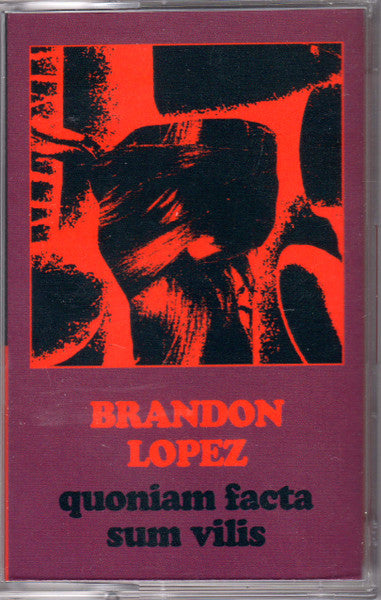 BRANDON
LOPEZ
quoniam facta
sum vilis